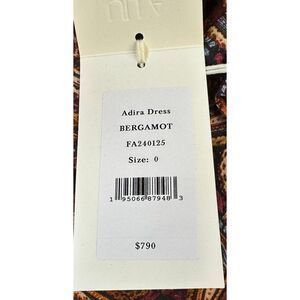 Adira Dress
BERGAMOT
FA240125
Size: 0
1 95066 87948 3
$790